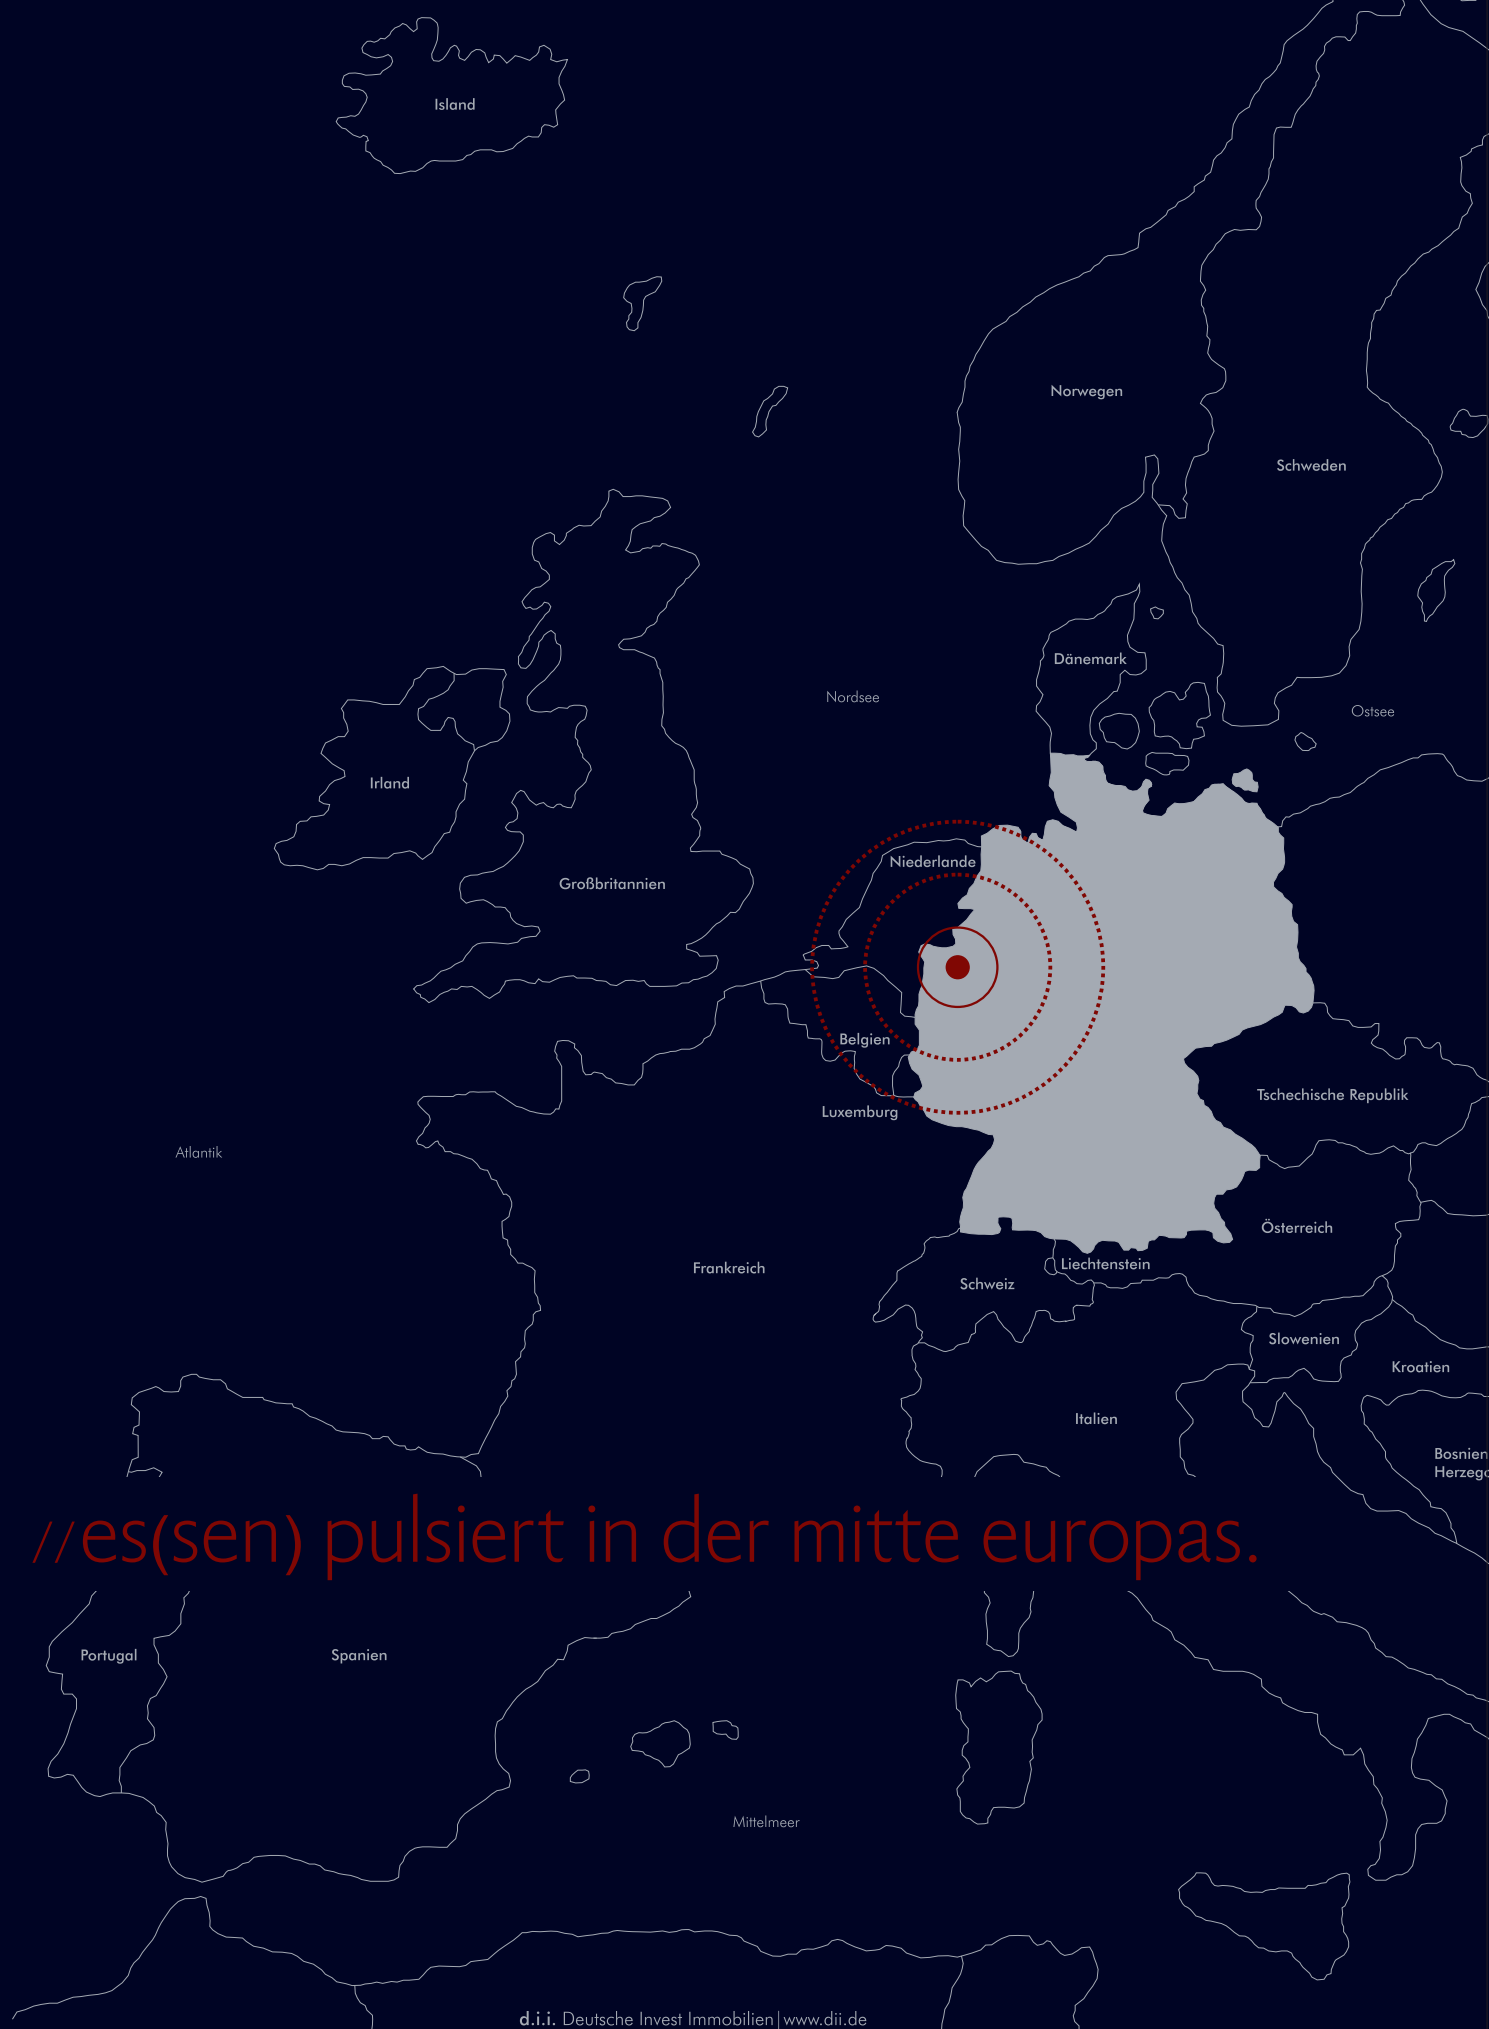 Island
Norwegen
Schweden
Dänemark
Nordsee
Ostsee
Irland
Niederlande
Großbritannien
Belgien
Tschechische Republik
Luxemburg
Atlantik
Österreich
Frankreich
Liechtenstein
Schweiz
Slowenien
Kroatien
Italien
Bosnien
Herzego
//es(sen) pulsiert in der mitte europas.
Portugal
Spanien
Mittelmeer
d.i.i. Deutsche Invest Immobilien|www.dii.de